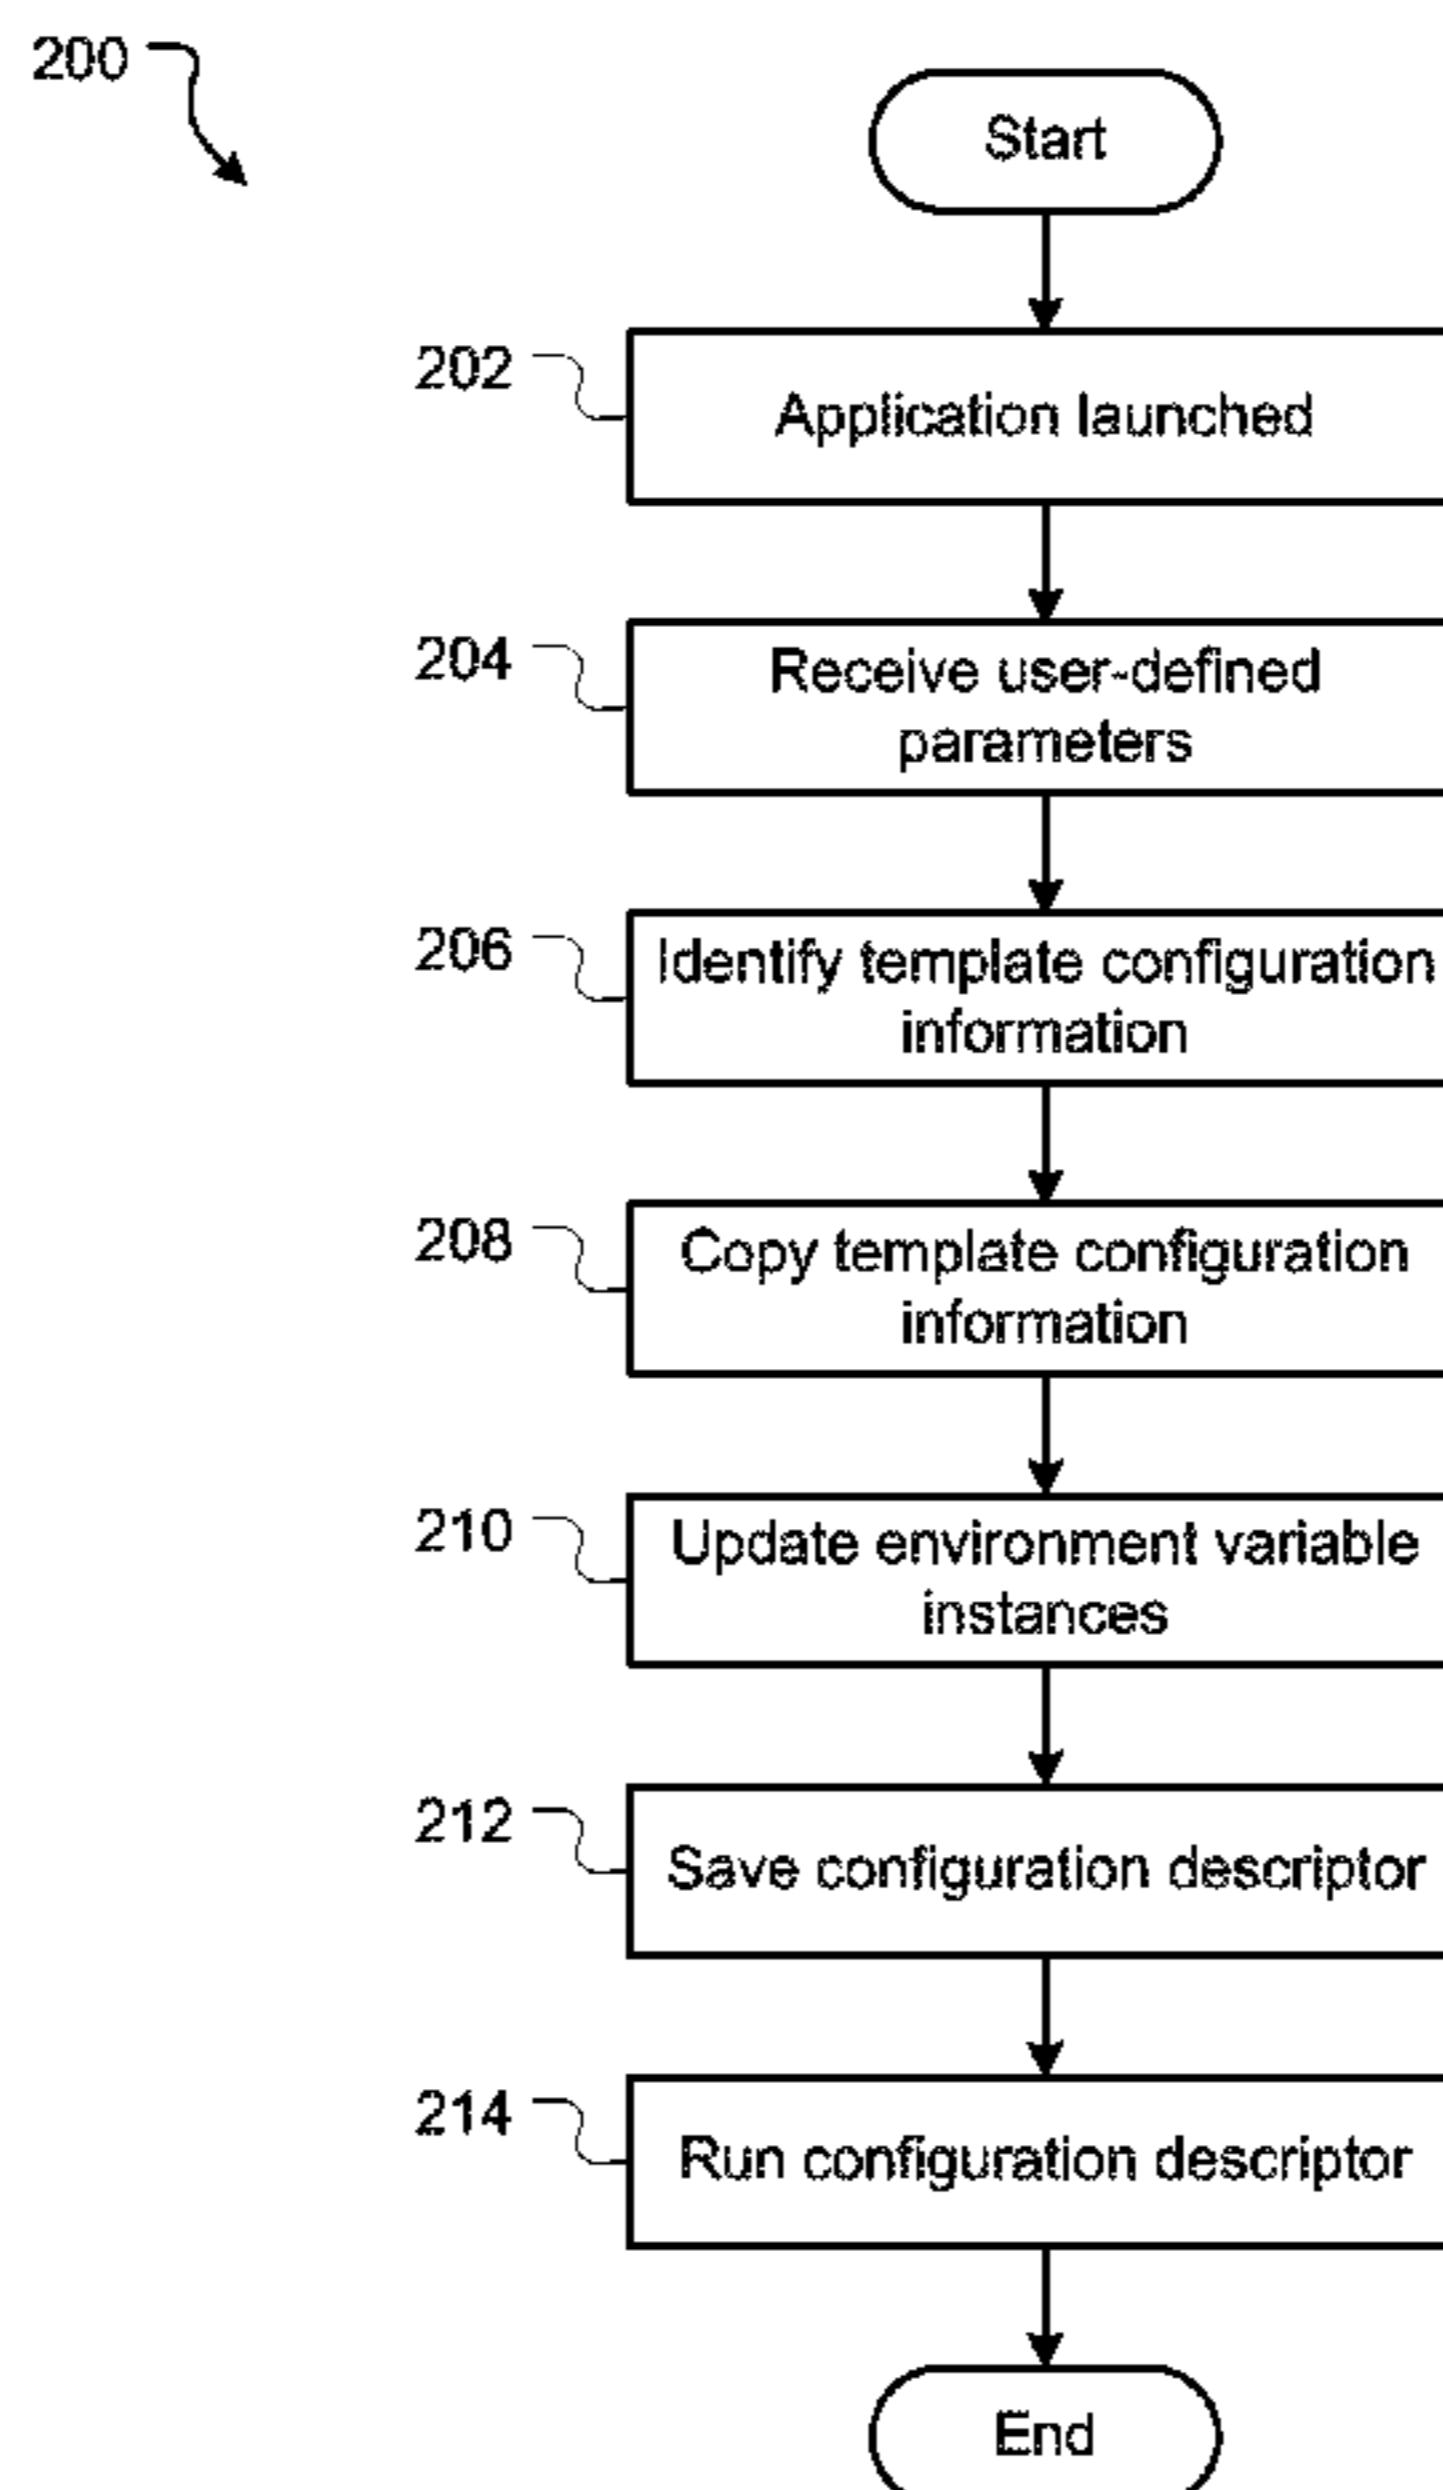 200
Start
202
Application launched
204
Receive user-defined
parameters
206
Identify template configuration
information
208
Copy template configuration
information
210
Update environment variable
instances
212
Save configuration descriptor
214
Run configuration descriptor
End